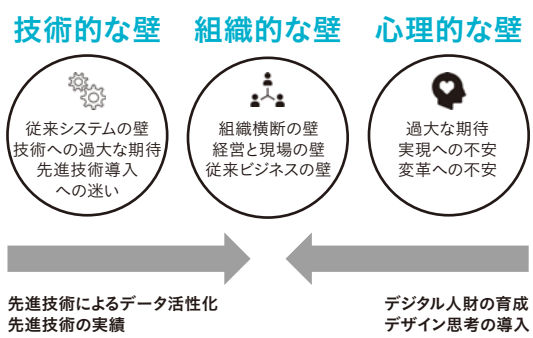 技術的な壁
組織的な壁
心理的な壁
従来システムの壁
技術への過大な期待
先進技術導入
への迷い
組織横断の壁
経営と現場の壁
従来ビジネスの壁
過大な期待
実現への不安
変革への不安
先進技術によるデータ活性化
先進技術の実績
デジタル人財の育成
デザイン思考の導入